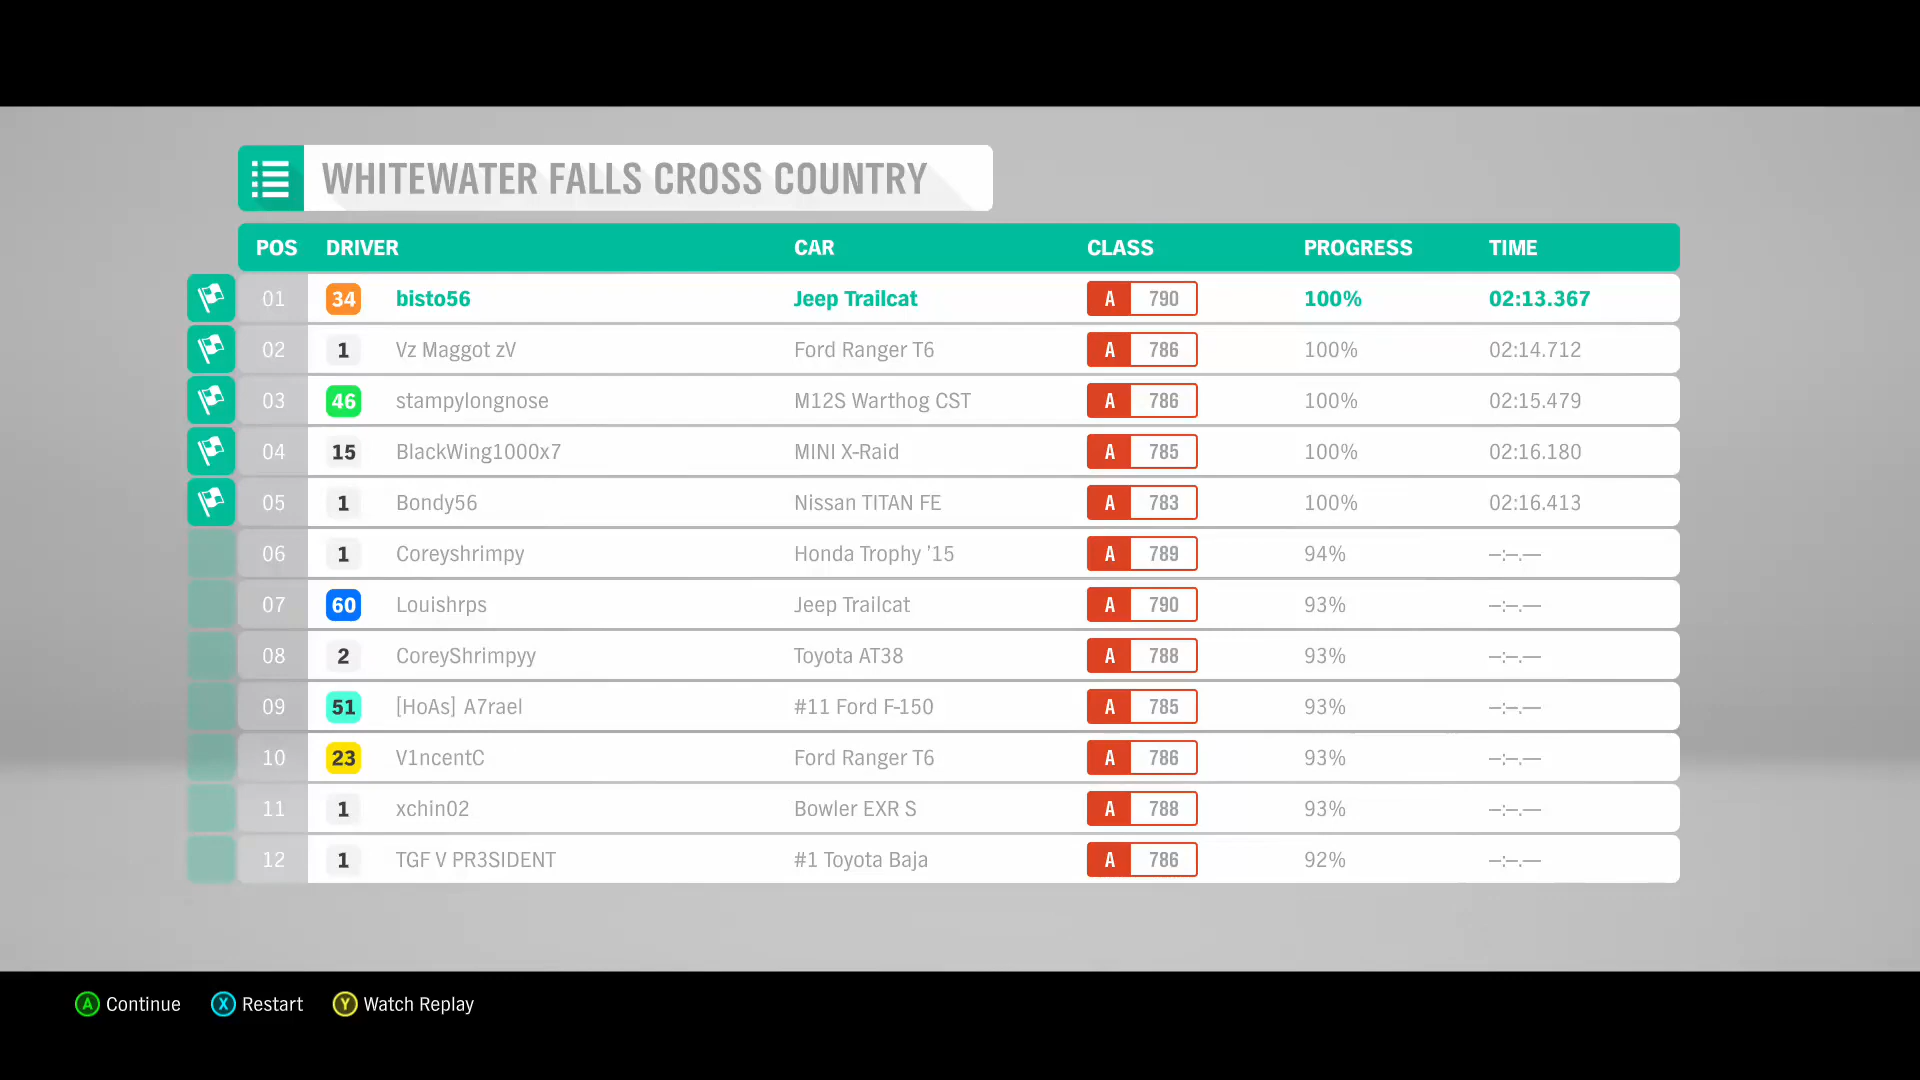 WHITEWATER FALLS CROSS COUNTRY
POS DRIVER CAR CLASS PROGRESS TIME
01 34 bisto56 Jeep Trailcat A 790 100% 02:13.367
02 1 Vz Maggot zV Ford Ranger T6 A 786 100% 02:14.712
03 46 stampylongnose M12S Warthog CST A 786 100% 02:15.479
04 15 BlackWing1000x7 MINI X-Raid A 785 100% 02:16.180
05 1 Bondy56 Nissan TITAN FE A 783 100% 02:16.413
06 1 Coreyshrimpy Honda Trophy ’15 A 789 94% –:–.––
07 60 Louishrps Jeep Trailcat A 790 93% –:–.––
08 2 CoreyShrimpyy Toyota AT38 A 788 93% –:–.––
09 51 [HoAs] A7rael #11 Ford F-150 A 785 93% –:–.––
10 23 V1ncentC Ford Ranger T6 A 786 93% –:–.––
11 1 xchin02 Bowler EXR S A 788 93% –:–.––
12 1 TGF V PR3SIDENT #1 Toyota Baja A 786 92% –:–.––
A Continue X Restart Y Watch Replay